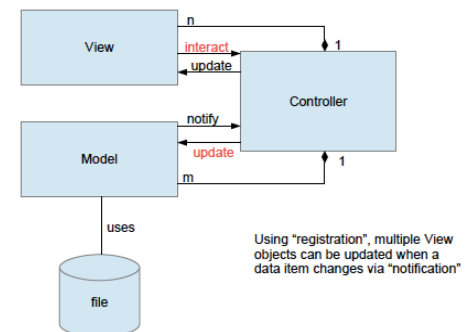 n
View
interact
1
update
Controller
notify
Model
update
1
m
uses
Using “registration”, multiple View
objects can be updated when a
data item changes via “notification”
file